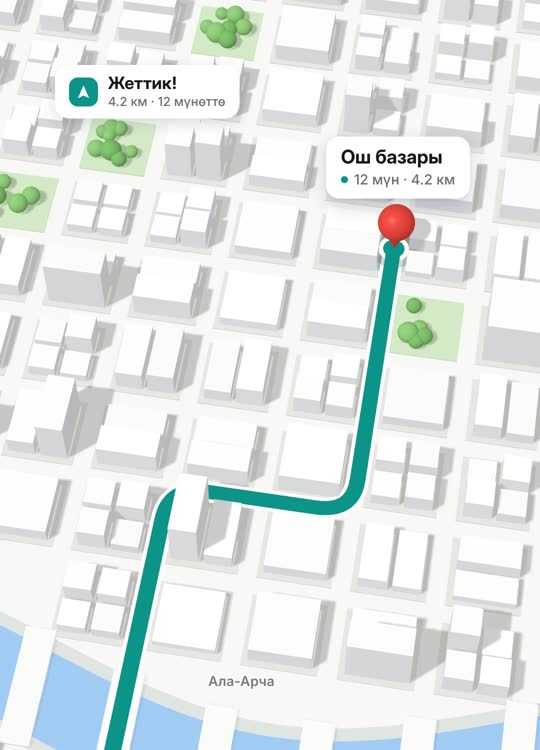 Жеттик!
4.2 км · 12 мүнөттө
Ош базары
12 мүн · 4.2 км
Ала-Арча